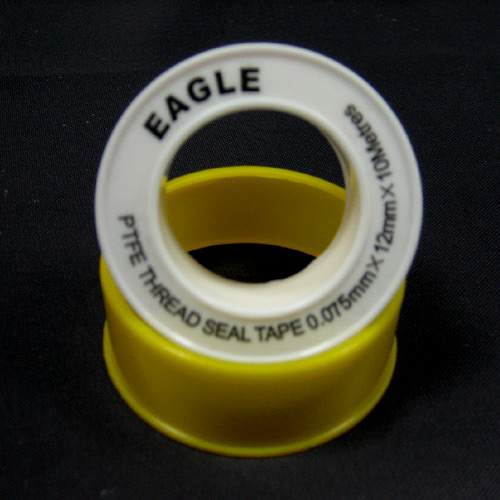 EAGLE
PTFE THREAD SEAL TAPE 0.075mm X 12mm X 10Metres